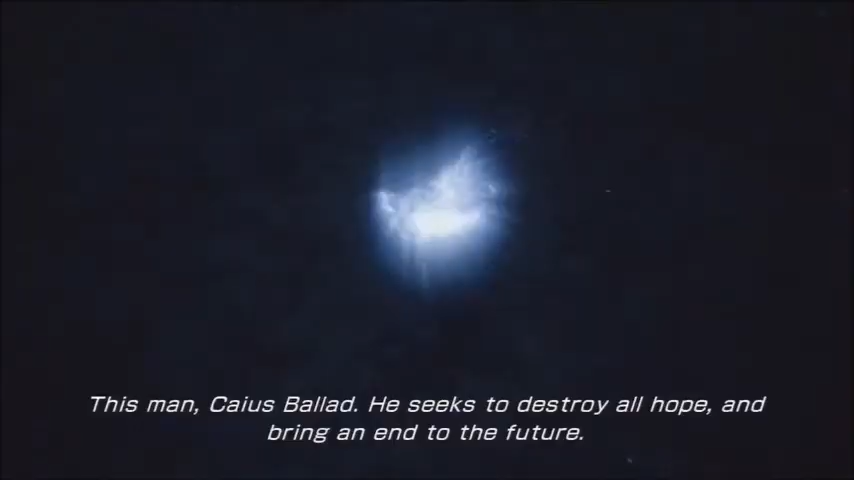 This man, Caius Ballad. He seeks to destroy all hope, and
bring an end to the future.